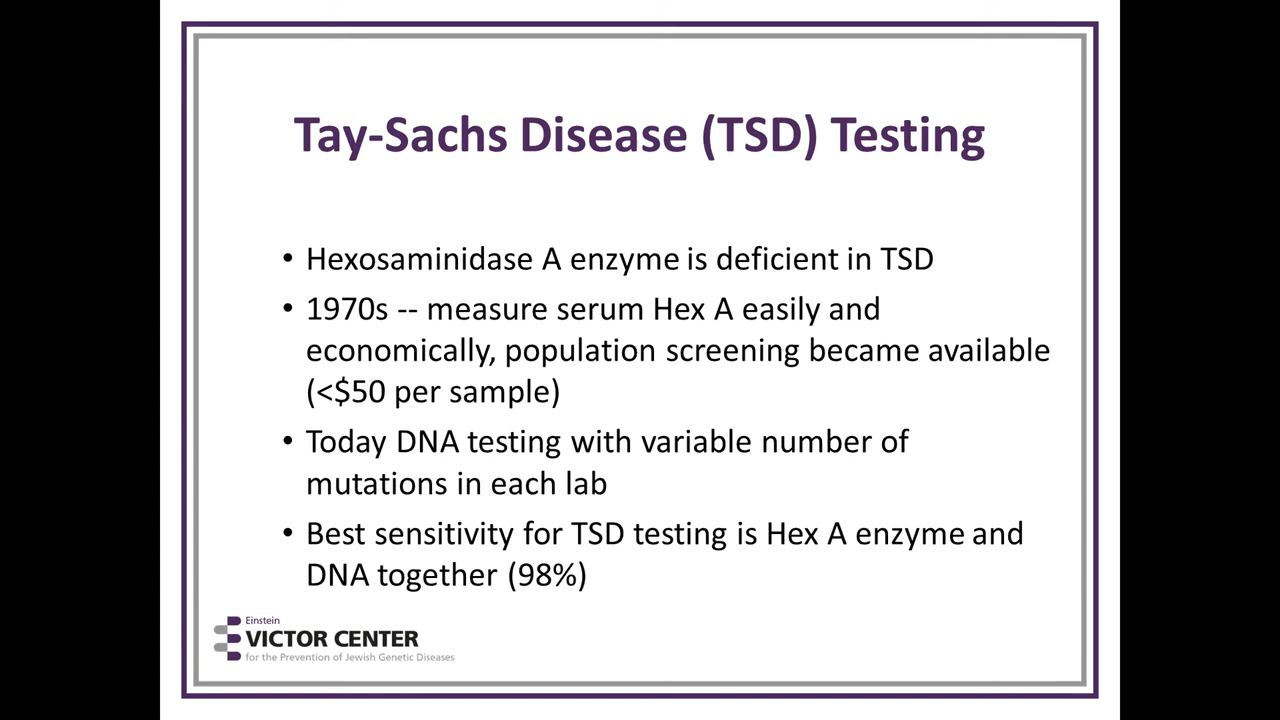 Tay-Sachs Disease (TSD) Testing
• Hexosaminidase A enzyme is deficient in TSD
• 1970s -- measure serum Hex A easily and
economically, population screening became available
(<$50 per sample)
• Today DNA testing with variable number of
mutations in each lab
• Best sensitivity for TSD testing is Hex A enzyme and
DNA together (98%)
Einstein
VICTOR CENTER
for the Prevention of Jewish Genetic Diseases